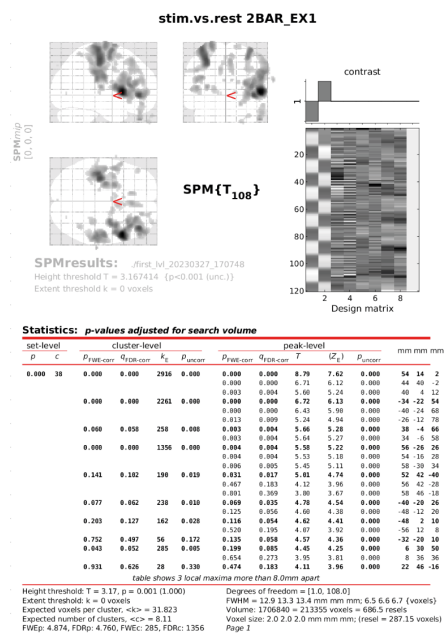 stim.vs.rest 2BAR_EX1
contrast
1
<
<
<
SPMmip
[0, 0, 0]
SPM{T108}
SPMresults: ./first_lvl_20230327_170748
Height threshold T = 3.167414 {p<0.001 (unc.)}
Extent threshold k = 0 voxels
20
40
60
80
100
120
2 4 6 8
Design matrix
Statistics: p-values adjusted for search volume
set-level cluster-level peak-level
mm mm mm
p c pFWE-corr qFDR-corr kE puncorr pFWE-corr qFDR-corr T (ZE) puncorr
0.000 38 0.000 0.000 2916 0.000 0.000 0.000 8.79 7.62 0.000 54 14 2
0.000 0.000 6.71 6.12 0.000 44 40 -2
0.003 0.004 5.60 5.24 0.000 40 4 12
0.000 0.000 2261 0.000 0.000 0.000 6.72 6.13 0.000 -34 -22 54
0.000 0.000 6.43 5.90 0.000 -40 -24 68
0.013 0.009 5.24 4.94 0.000 -26 -12 78
0.060 0.058 258 0.008 0.003 0.004 5.66 5.28 0.000 38 -4 66
0.003 0.004 5.64 5.27 0.000 34 -6 58
0.000 0.000 1356 0.000 0.004 0.004 5.58 5.22 0.000 56 -26 26
0.004 0.004 5.53 5.18 0.000 54 -16 28
0.006 0.005 5.45 5.11 0.000 58 -30 34
0.141 0.102 190 0.019 0.031 0.017 5.01 4.74 0.000 52 42 -40
0.467 0.183 4.12 3.96 0.000 56 42 -28
0.801 0.369 3.80 3.67 0.000 58 46 -18
0.077 0.062 238 0.010 0.069 0.035 4.78 4.54 0.000 -40 -20 26
0.125 0.056 4.60 4.38 0.000 -48 -12 20
0.203 0.127 162 0.028 0.116 0.054 4.62 4.41 0.000 -48 2 10
0.520 0.195 4.07 3.92 0.000 -56 12 8
0.752 0.497 56 0.172 0.135 0.058 4.57 4.36 0.000 -32 -20 10
0.043 0.052 285 0.005 0.199 0.085 4.45 4.25 0.000 6 30 50
0.654 0.273 3.95 3.81 0.000 8 36 36
0.931 0.626 28 0.330 0.474 0.183 4.11 3.96 0.000 22 46 -16
table shows 3 local maxima more than 8.0mm apart
Height threshold: T = 3.17, p = 0.001 (1.000)
Extent threshold: k = 0 voxels
Expected voxels per cluster, <k> = 31.823
Expected number of clusters, <c> = 8.11
FWEp: 4.874, FDRp: 4.760, FWEc: 285, FDRc: 1356
Degrees of freedom = [1.0, 108.0]
FWHM = 12.9 13.3 13.4 mm mm mm; 6.5 6.6 6.7 {voxels}
Volume: 1706840 = 213355 voxels = 686.5 resels
Voxel size: 2.0 2.0 2.0 mm mm mm; (resel = 287.15 voxels)
Page 1